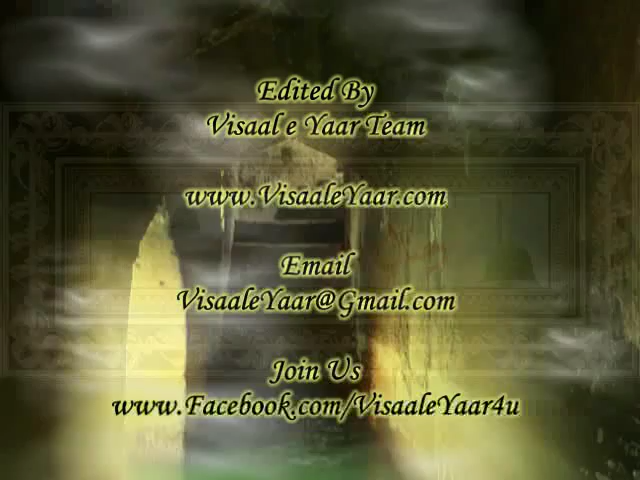 Edited By
Visaal e Yaar Team
www.VisaaleYaar.com
Email
VisaaleYaar@Gmail.com
Join Us
www.Facebook.com/VisaaleYaar4u